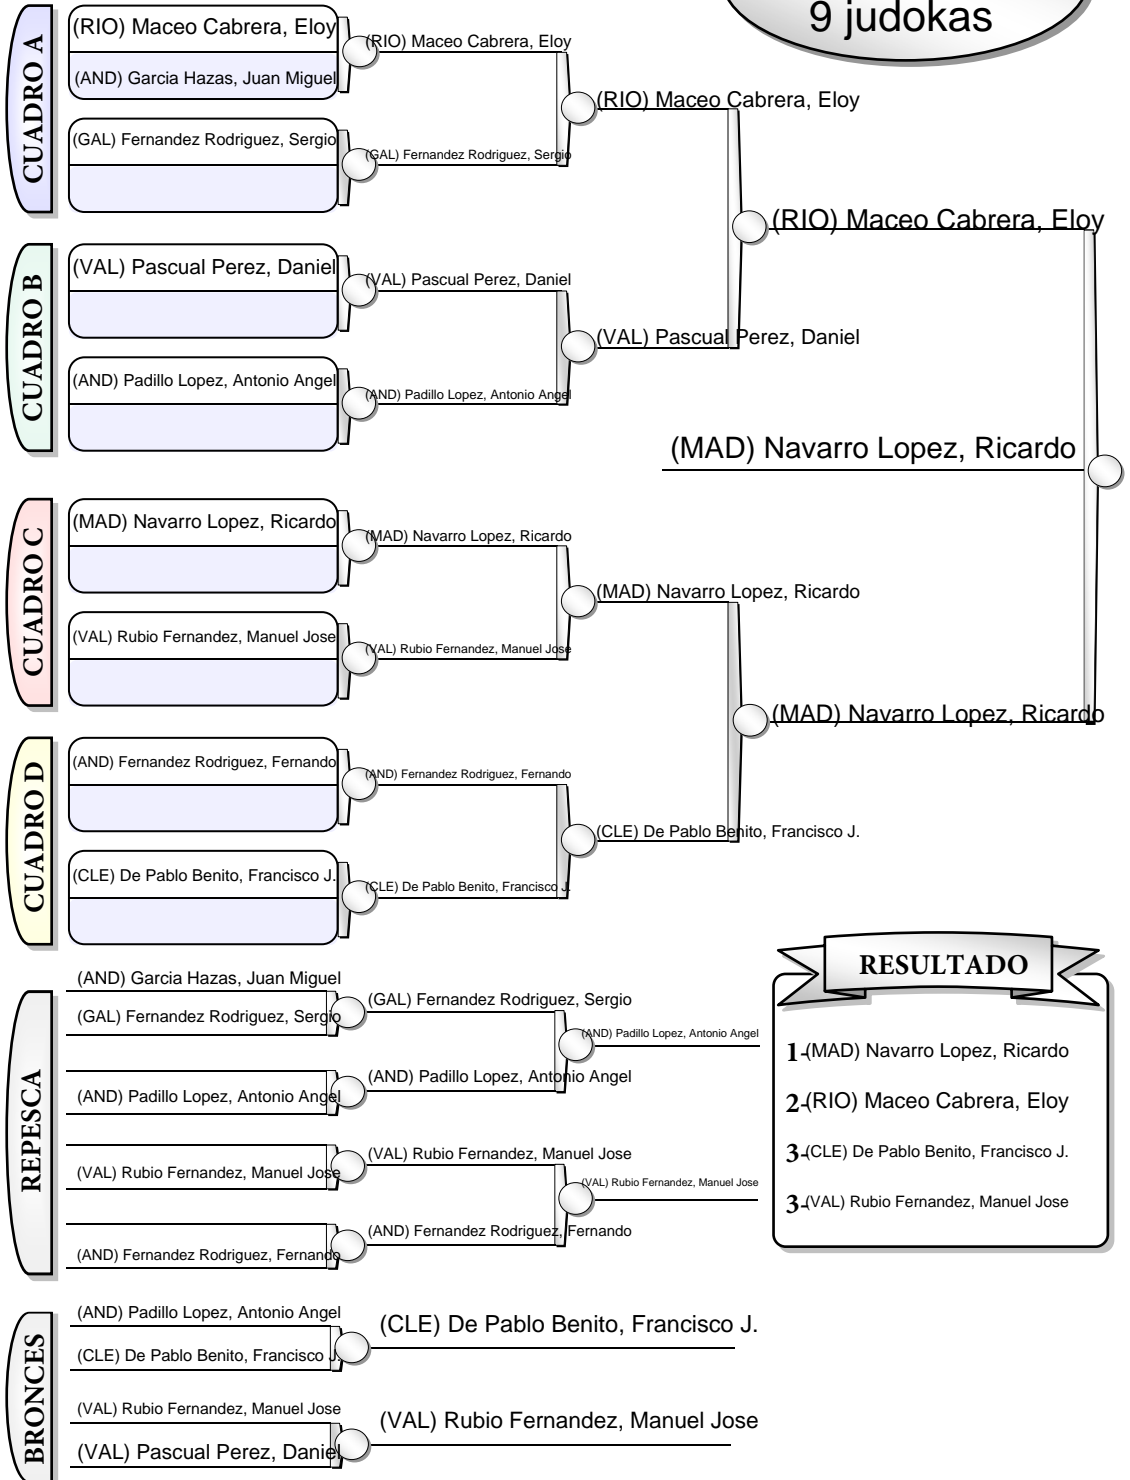 9 judokas
CUADRO A
(RIO) Maceo Cabrera, Eloy
(AND) Garcia Hazas, Juan Miguel
(GAL) Fernandez Rodriguez, Sergio
(RIO) Maceo Cabrera, Eloy
(GAL) Fernandez Rodriguez, Sergio
(RIO) Maceo Cabrera, Eloy
(RIO) Maceo Cabrera, Eloy
CUADRO B
(VAL) Pascual Perez, Daniel
(AND) Padillo Lopez, Antonio Angel
(VAL) Pascual Perez, Daniel
(AND) Padillo Lopez, Antonio Angel
(VAL) Pascual Perez, Daniel
(MAD) Navarro Lopez, Ricardo
CUADRO C
(MAD) Navarro Lopez, Ricardo
(VAL) Rubio Fernandez, Manuel Jose
(MAD) Navarro Lopez, Ricardo
(VAL) Rubio Fernandez, Manuel Jose
(MAD) Navarro Lopez, Ricardo
(MAD) Navarro Lopez, Ricardo
CUADRO D
(AND) Fernandez Rodriguez, Fernando
(CLE) De Pablo Benito, Francisco J.
(AND) Fernandez Rodriguez, Fernando
(CLE) De Pablo Benito, Francisco J.
(CLE) De Pablo Benito, Francisco J.
REPESCA
(AND) Garcia Hazas, Juan Miguel
(GAL) Fernandez Rodriguez, Sergio
(AND) Padillo Lopez, Antonio Angel
(VAL) Rubio Fernandez, Manuel Jose
(AND) Fernandez Rodriguez, Fernando
(GAL) Fernandez Rodriguez, Sergio
(AND) Padillo Lopez, Antonio Angel
(VAL) Rubio Fernandez, Manuel Jose
(AND) Fernandez Rodriguez, Fernando
(AND) Padillo Lopez, Antonio Angel
(VAL) Rubio Fernandez, Manuel Jose
RESULTADO
1-(MAD) Navarro Lopez, Ricardo
2-(RIO) Maceo Cabrera, Eloy
3-(CLE) De Pablo Benito, Francisco J.
3-(VAL) Rubio Fernandez, Manuel Jose
BRONCES
(AND) Padillo Lopez, Antonio Angel
(CLE) De Pablo Benito, Francisco J.
(VAL) Rubio Fernandez, Manuel Jose
(VAL) Pascual Perez, Daniel
(CLE) De Pablo Benito, Francisco J.
(VAL) Rubio Fernandez, Manuel Jose